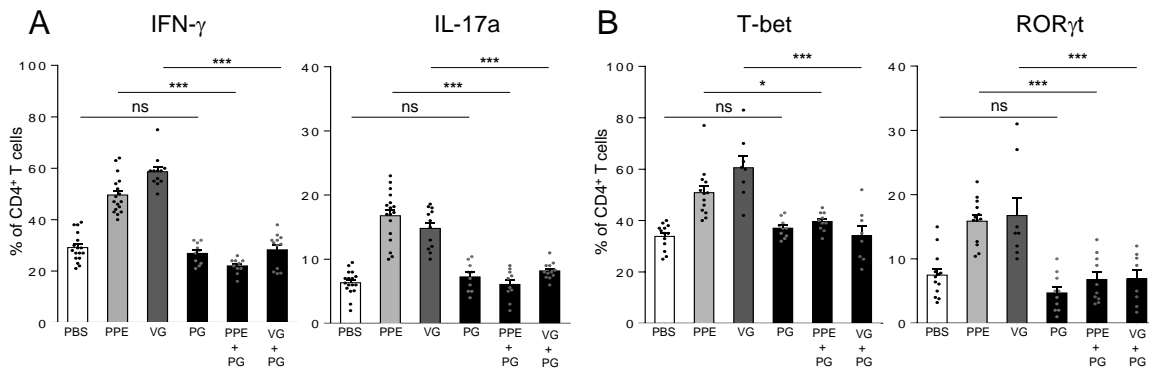 A
IFN-γ
IL-17a
B
T-bet
RORγt
% of CD4⁺ T cells
100
80
60
40
20
0
ns
***
***
PBS
PPE
VG
PG
PPE
+
PG
VG
+
PG
40
30
20
10
0
ns
***
***
PBS
PPE
VG
PG
PPE
+
PG
VG
+
PG
% of CD4⁺ T cells
100
80
60
40
20
0
ns
*
***
PBS
PPE
VG
PG
PPE
+
PG
VG
+
PG
40
30
20
10
0
ns
***
***
PBS
PPE
VG
PG
PPE
+
PG
VG
+
PG